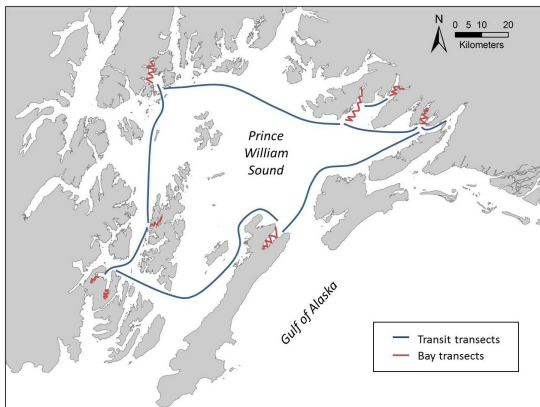 N
0 5 10 20
Kilometers
Prince
William
Sound
Gulf of Alaska
Transit transects
Bay transects